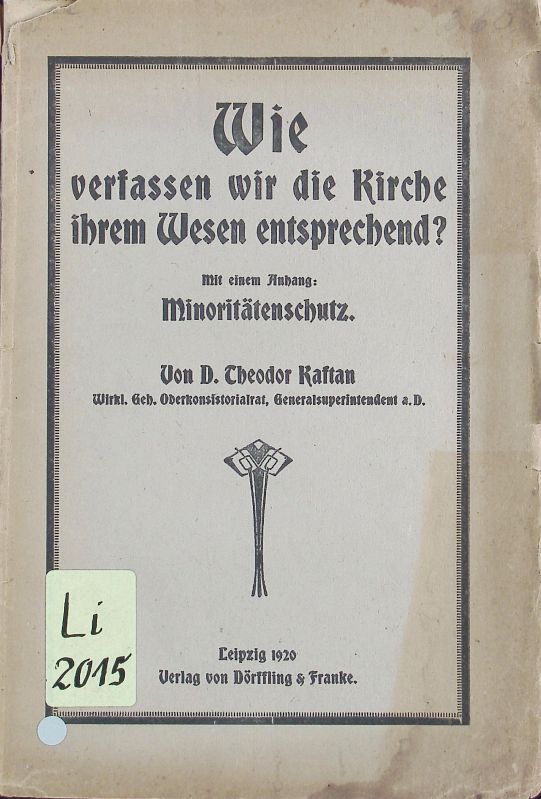 Wie
verfassen wir die Kirche
ihrem Wesen entsprechend?
Mit einem Anhang:
Minoritätenschutz.
Von D. Theodor Kaftan
Wirkl. Geh. Oberkonsistorialrat, Generalsuperintendent a.D.
Li
2015
Leipzig 1920
Verlag von Dörffling & Franke.